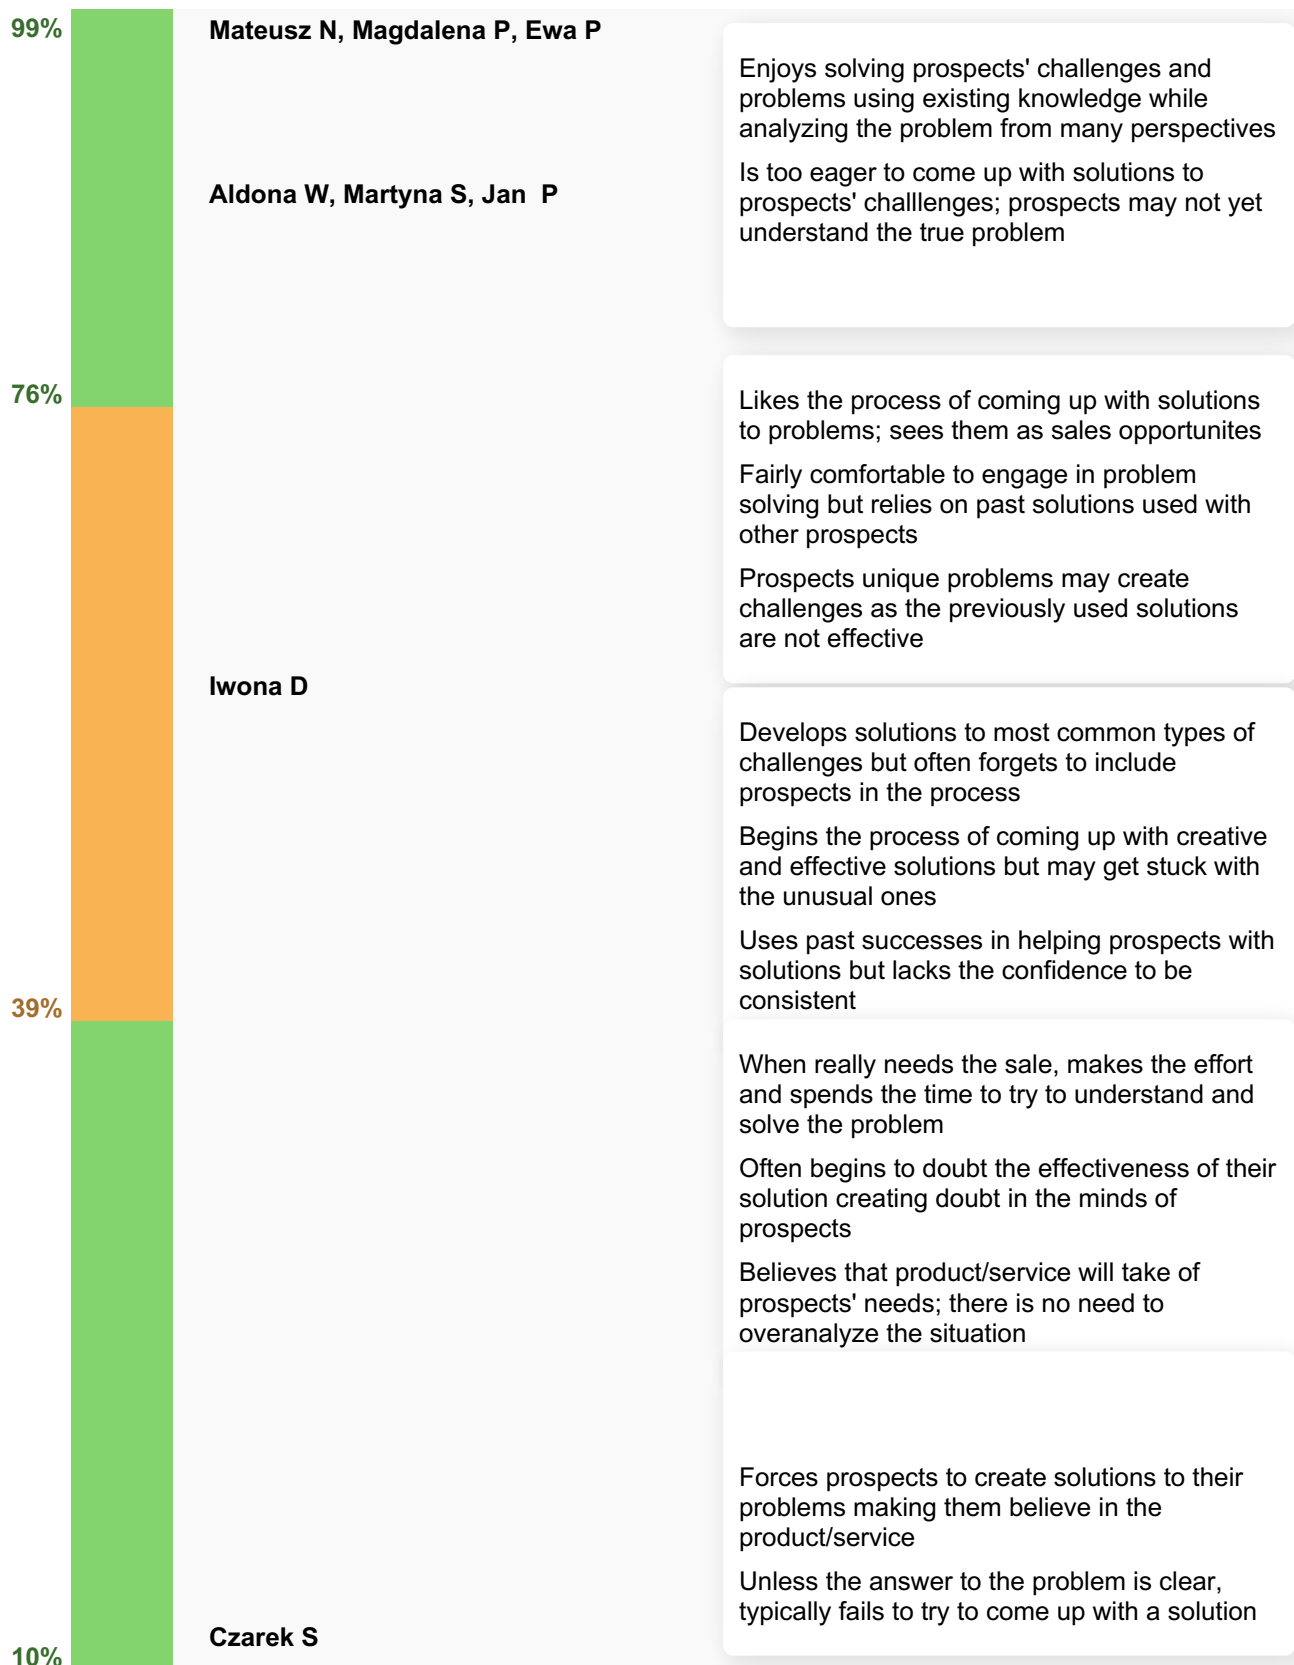 99%
Mateusz N, Magdalena P, Ewa P
Enjoys solving prospects' challenges and
problems using existing knowledge while
analyzing the problem from many perspectives
Is too eager to come up with solutions to
prospects' challlenges; prospects may not yet
understand the true problem
Aldona W, Martyna S, Jan  P
76%
Likes the process of coming up with solutions
to problems; sees them as sales opportunites
Fairly comfortable to engage in problem
solving but relies on past solutions used with
other prospects
Prospects unique problems may create
challenges as the previously used solutions
are not effective
Iwona D
Develops solutions to most common types of
challenges but often forgets to include
prospects in the process
Begins the process of coming up with creative
and effective solutions but may get stuck with
the unusual ones
Uses past successes in helping prospects with
solutions but lacks the confidence to be
consistent
39%
When really needs the sale, makes the effort
and spends the time to try to understand and
solve the problem
Often begins to doubt the effectiveness of their
solution creating doubt in the minds of
prospects
Believes that product/service will take of
prospects' needs; there is no need to
overanalyze the situation
Forces prospects to create solutions to their
problems making them believe in the
product/service
Unless the answer to the problem is clear,
typically fails to try to come up with a solution
Czarek S
10%